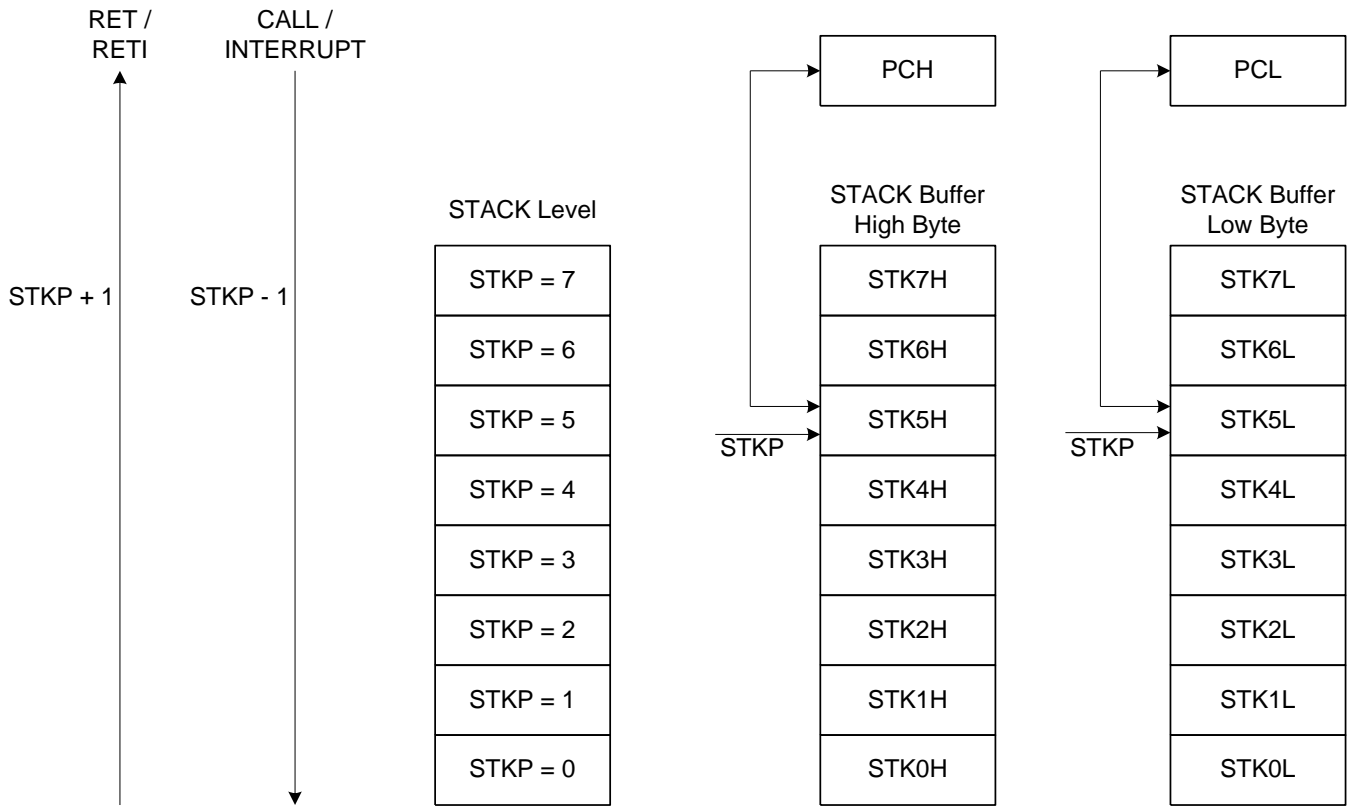 RET /
RETI
CALL /
INTERRUPT
PCH
PCL
STACK Level
STACK Buffer
High Byte
STACK Buffer
Low Byte
STKP + 1
STKP - 1
STKP = 7
STK7H
STK7L
STKP = 6
STK6H
STK6L
STKP = 5
STK5H
STK5L
STKP
STKP
STKP = 4
STK4H
STK4L
STKP = 3
STK3H
STK3L
STKP = 2
STK2H
STK2L
STKP = 1
STK1H
STK1L
STKP = 0
STK0H
STK0L